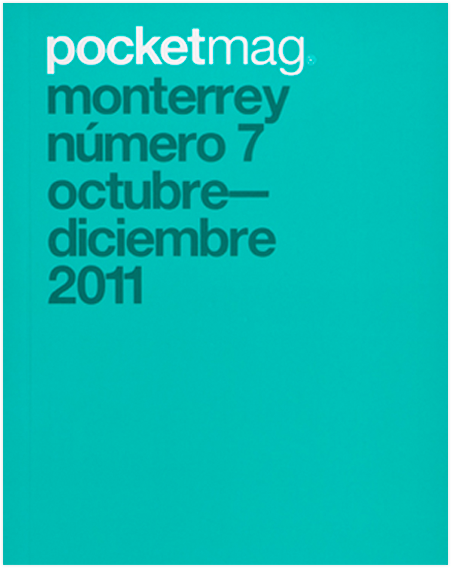 pocketmag®
monterrey
número 7
octubre—
diciembre
2011